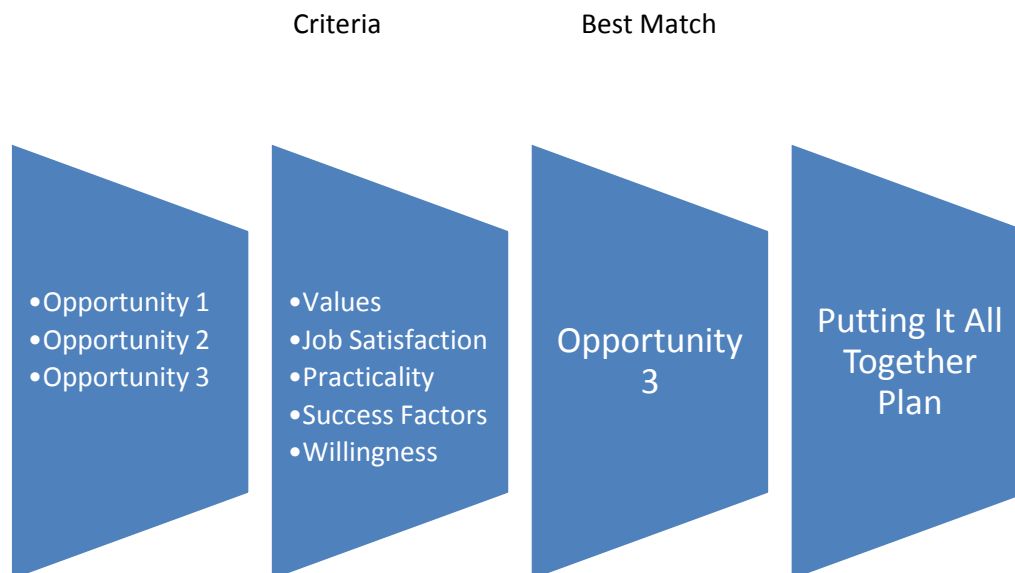 Criteria
Best Match
•Opportunity 1
•Opportunity 2
•Opportunity 3
•Values
•Job Satisfaction
•Practicality
•Success Factors
•Willingness
Opportunity
3
Putting It All
Together
Plan